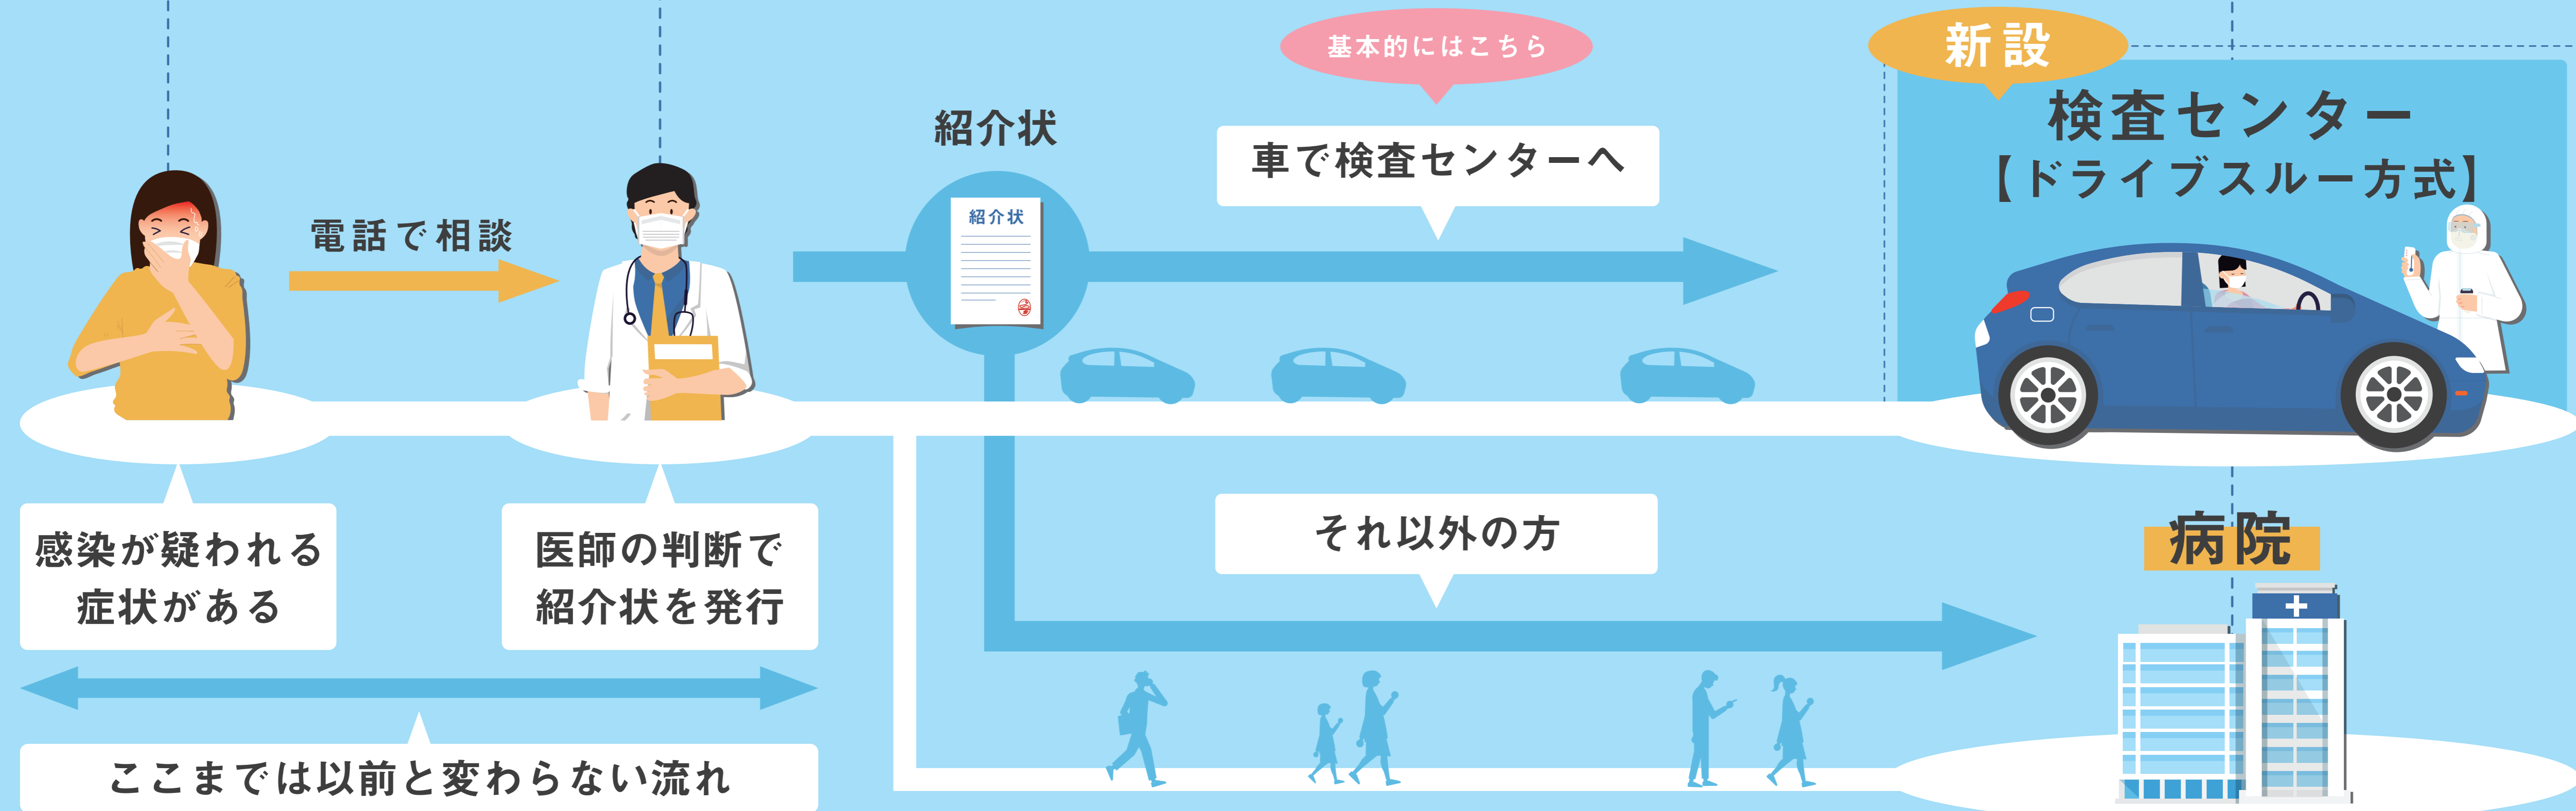 基本的にはこちら
新設
検査センター
【ドライブスルー方式】
紹介状
紹介状
車で検査センターへ
電話で相談
感染が疑われる
症状がある
医師の判断で
紹介状を発行
それ以外の方
病院
ここまでは以前と変わらない流れ